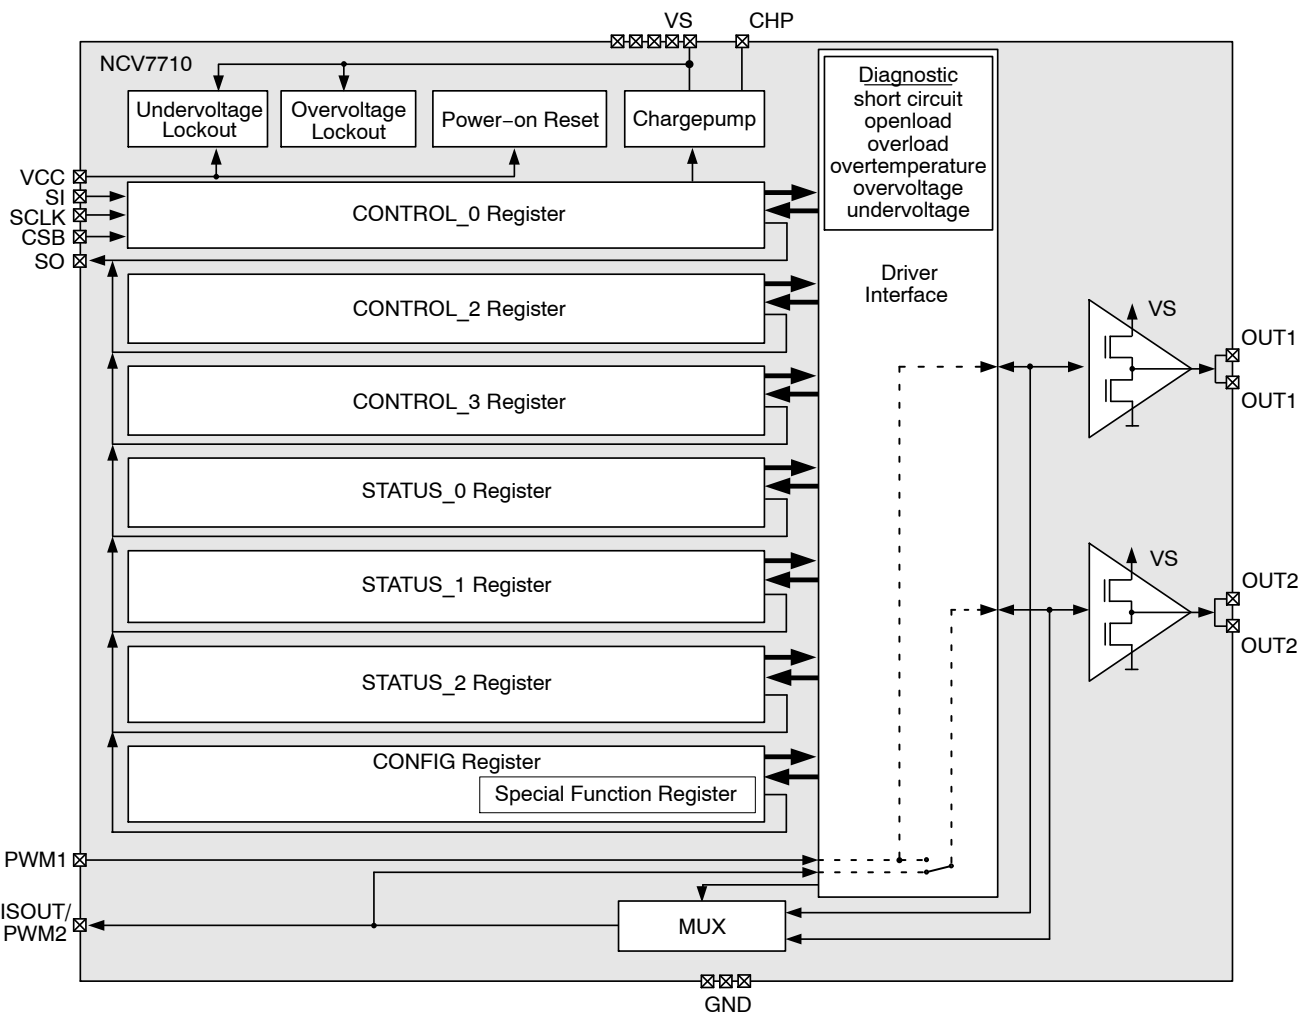 VS
CHP
NCV7710
Undervoltage
Lockout
Overvoltage
Lockout
Power−on Reset
Chargepump
Diagnostic
short circuit
openload
overload
overtemperature
overvoltage
undervoltage
VCC
SI
SCLK
CSB
SO
CONTROL_0 Register
Driver
Interface
CONTROL_2 Register
VS
OUT1
OUT1
CONTROL_3 Register
STATUS_0 Register
VS
OUT2
OUT2
STATUS_1 Register
STATUS_2 Register
CONFIG Register
Special Function Register
PWM1
ISOUT/
PWM2
MUX
GND